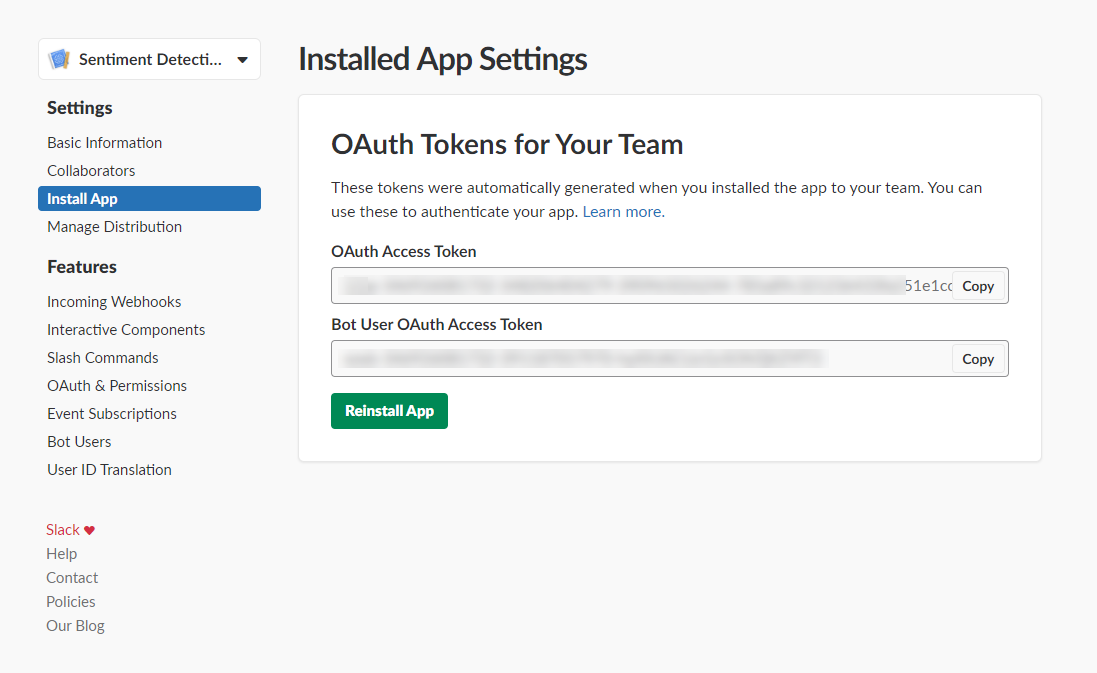 Sentiment Detecti...
Settings
Basic Information
Collaborators
Install App
Manage Distribution
Features
Incoming Webhooks
Interactive Components
Slash Commands
OAuth & Permissions
Event Subscriptions
Bot Users
User ID Translation
Slack ♥
Help
Contact
Policies
Our Blog
Installed App Settings
OAuth Tokens for Your Team
These tokens were automatically generated when you installed the app to your team. You can
use these to authenticate your app. Learn more.
OAuth Access Token
Copy
Bot User OAuth Access Token
Copy
Reinstall App